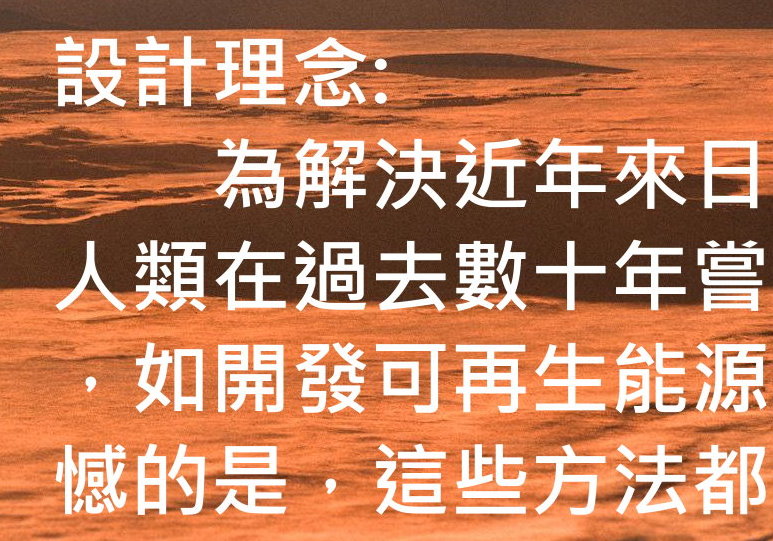 設計理念:
為解決近年來日
人類在過去數十年嘗
，如開發可再生能源
憾的是，這些方法都